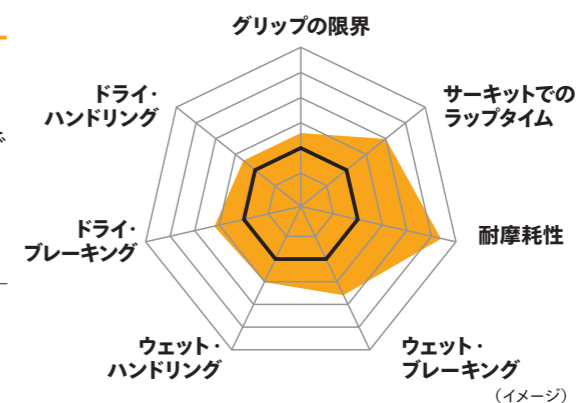 グリップの限界
サーキットでの
ラップタイム
耐摩耗性
ウェット・
ブレーキング
ウェット・
ハンドリング
ドライ・
ブレーキング
ドライ・
ハンドリング
（イメージ）